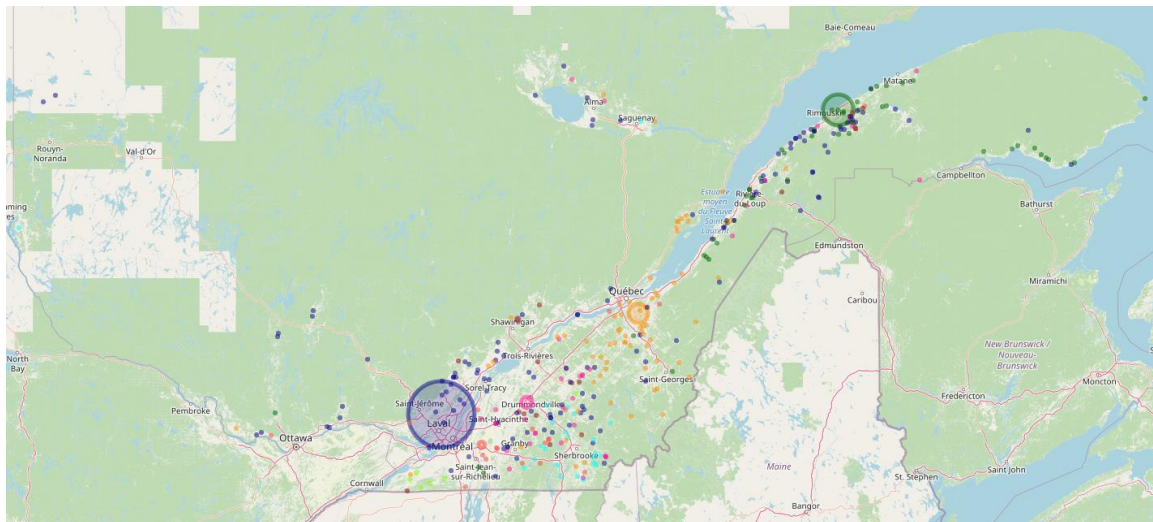 Baie-Comeau
Matane
Rimouski
Alma
Saguenay
Rouyn-
Noranda
Val-d'Or
Campbellton
Bathurst
Estuaire
moyen
du Fleuve
Saint-
Laurent
Rivière-
du-Loup
Edmundston
Miramichi
Caribou
Québec
Shawinigan
Trois-Rivières
New Brunswick /
Nouveau-
Brunswick
North
Bay
Moncton
Saint-Georges
Sorel-Tracy
Pembroke
Saint-Jérôme
Drummondville
Fredericton
Laval
Saint-Hyacinthe
Ottawa
Montréal
Granby
Sherbrooke
Saint-Jean-
sur-Richelieu
Maine
Saint John
St. Stephen
Cornwall
Bangor